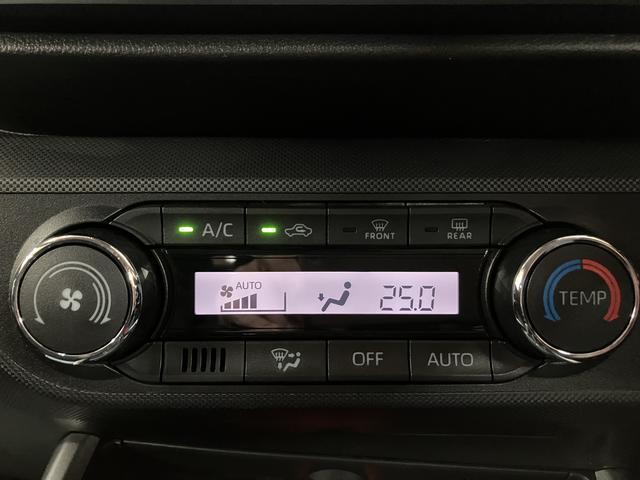 A/C
FRONT
REAR
AUTO
25.0
TEMP
OFF
AUTO